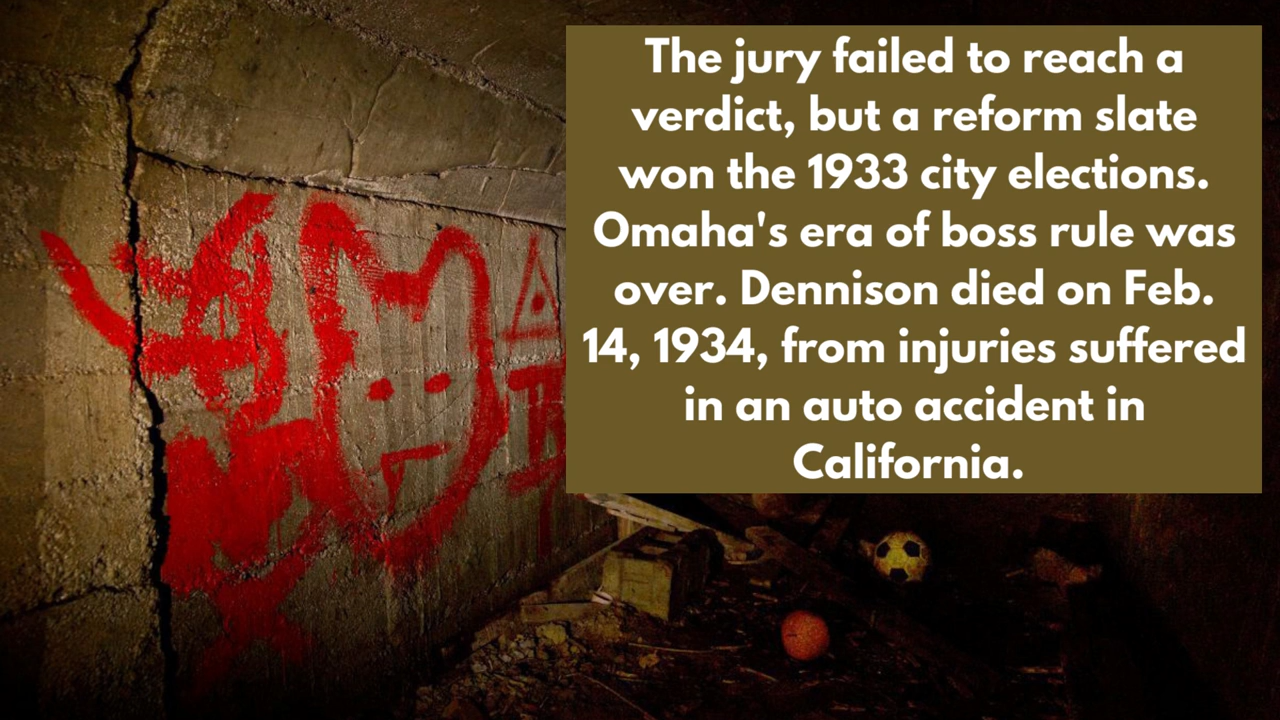 The jury failed to reach a
verdict, but a reform slate
won the 1933 city elections.
Omaha's era of boss rule was
over. Dennison died on Feb.
14, 1934, from injuries suffered
in an auto accident in
California.